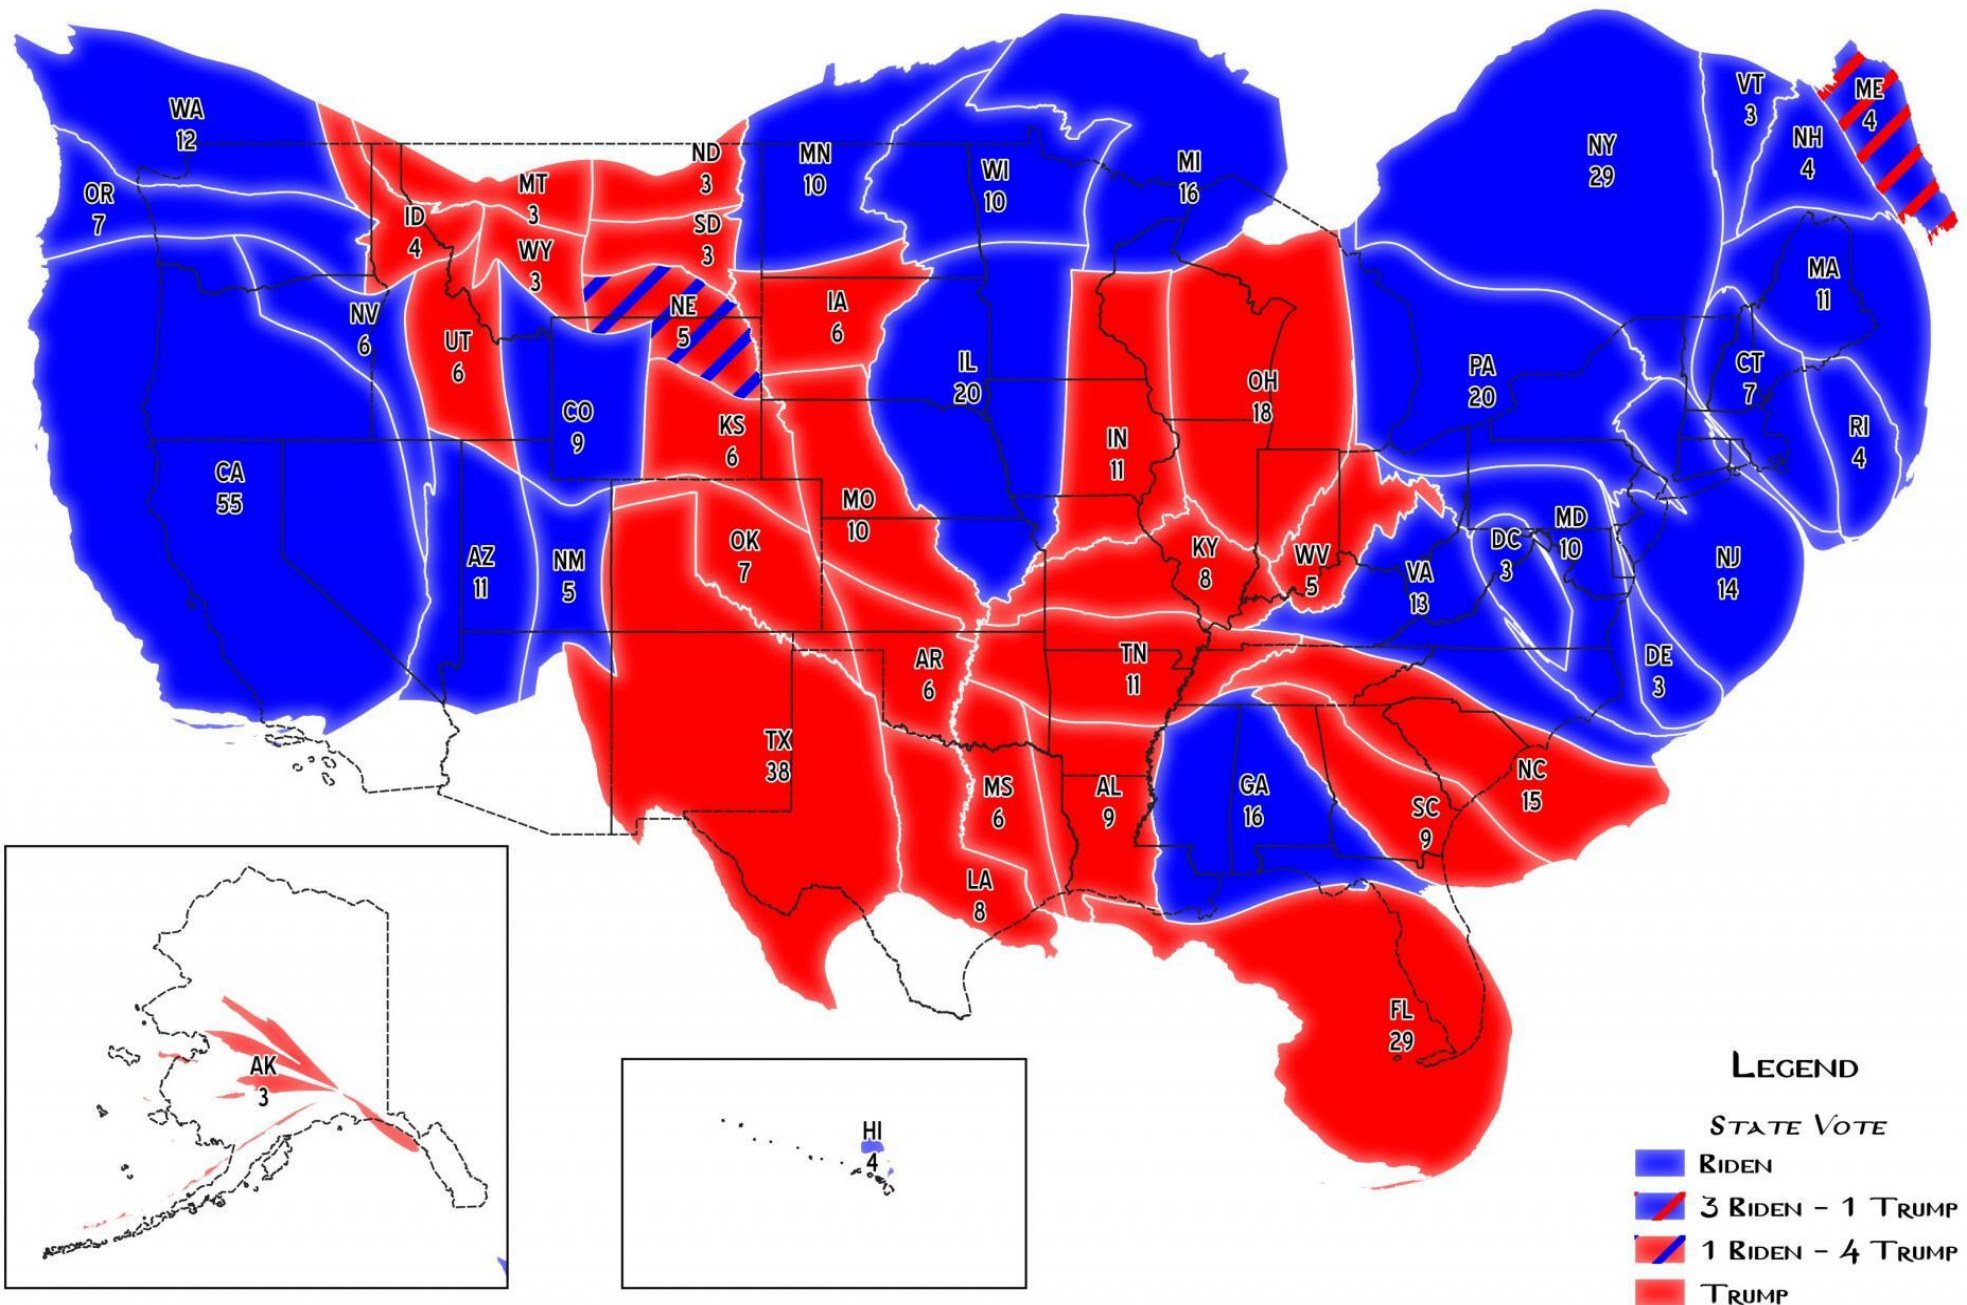 WA
12
OR
7
ID
4
MT
3
ND
3
SD
3
WY
3
NE
5
NV
6
UT
6
CO
9
KS
6
CA
55
AZ
11
NM
5
OK
7
TX
38
MN
10
WI
10
MI
16
IA
6
IL
20
IN
11
OH
18
MO
10
KY
8
WV
5
AR
6
TN
11
MS
6
AL
9
LA
8
GA
16
SC
9
NC
15
FL
29
NY
29
VT
3
NH
4
ME
4
MA
11
CT
7
RI
4
PA
20
MD
10
DC
3
VA
13
NJ
14
DE
3
AK
3
HI
4
LEGEND
STATE VOTE
BIDEN
3 BIDEN - 1 TRUMP
1 BIDEN - 4 TRUMP
TRUMP